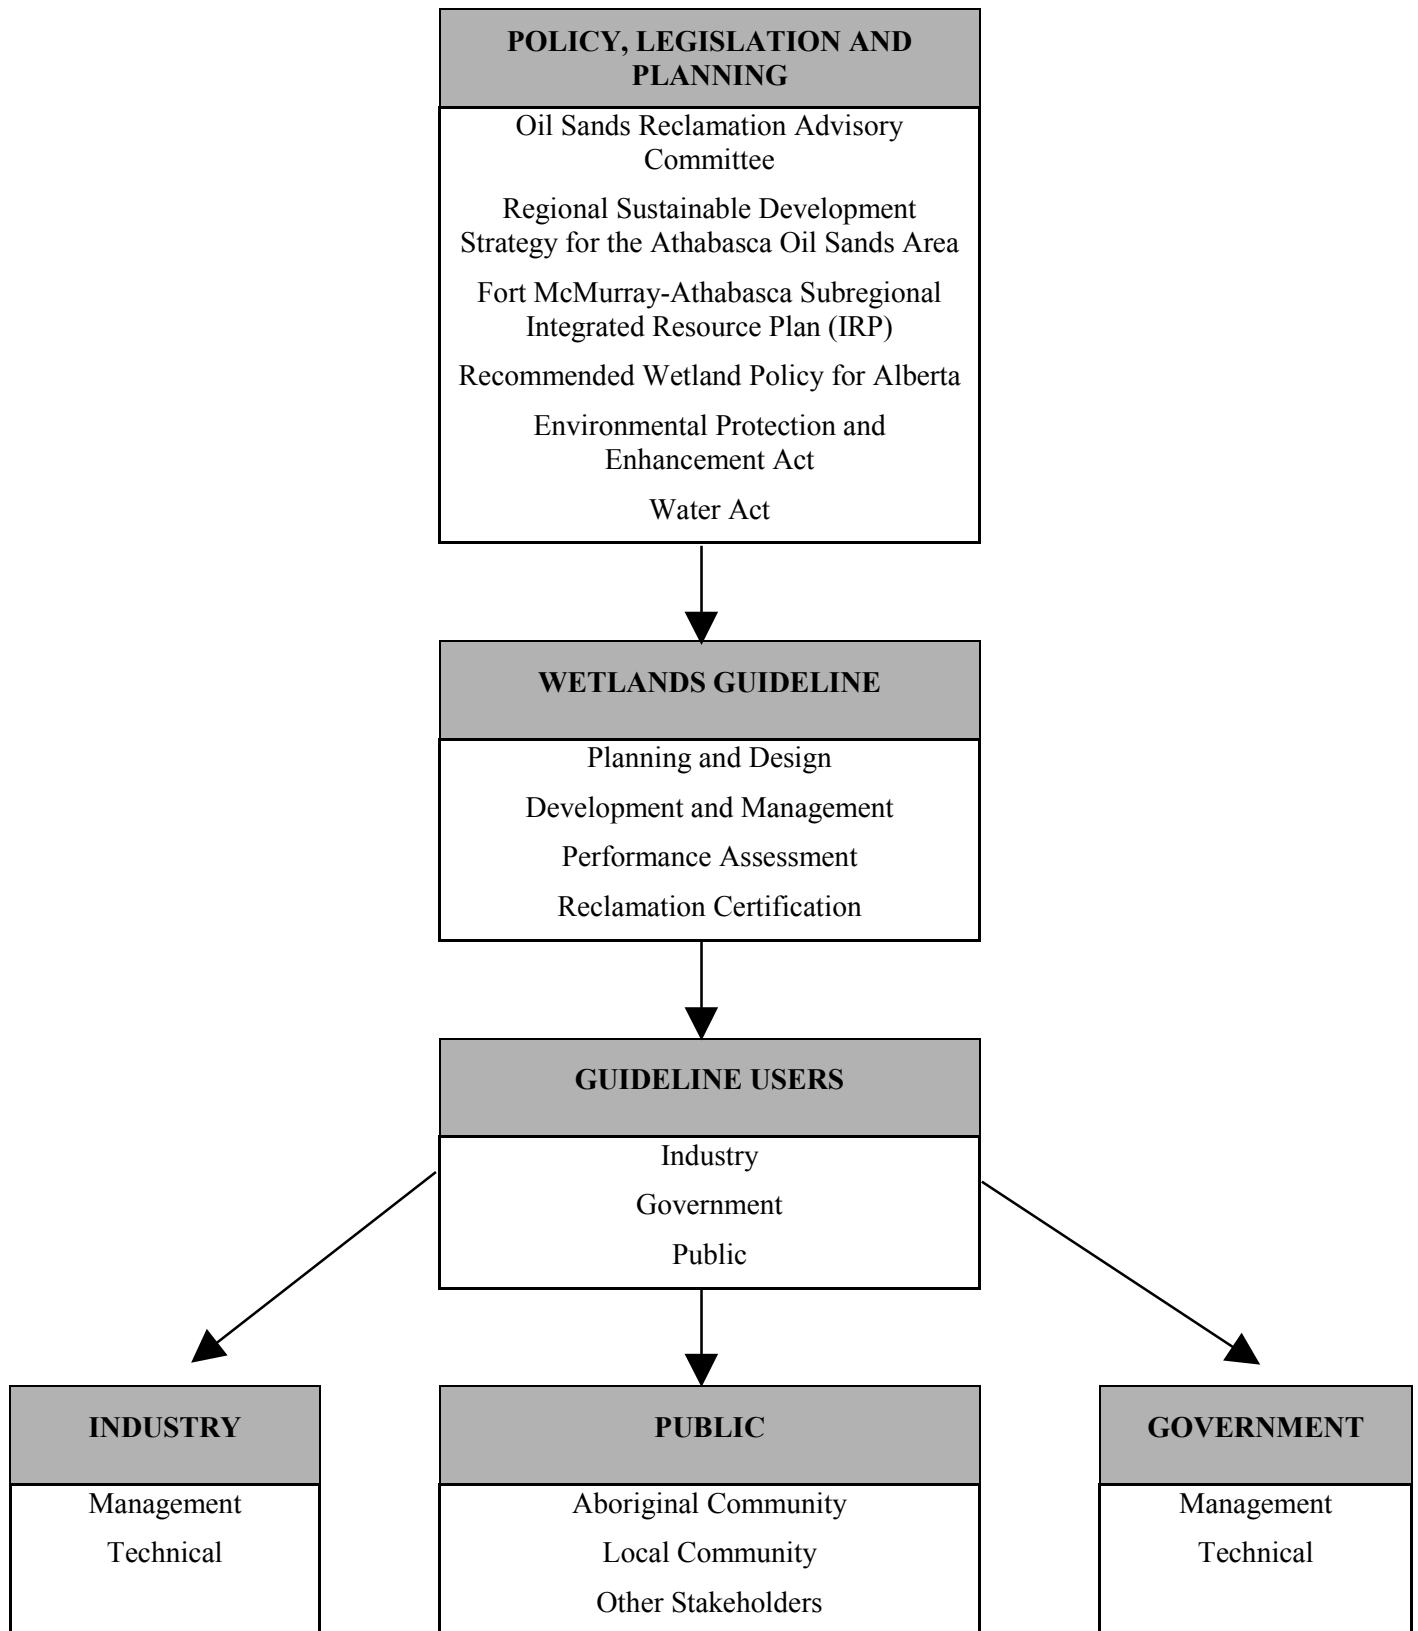 POLICY, LEGISLATION AND
PLANNING
Oil Sands Reclamation Advisory
Committee
Regional Sustainable Development
Strategy for the Athabasca Oil Sands Area
Fort McMurray-Athabasca Subregional
Integrated Resource Plan (IRP)
Recommended Wetland Policy for Alberta
Environmental Protection and
Enhancement Act
Water Act
WETLANDS GUIDELINE
Planning and Design
Development and Management
Performance Assessment
Reclamation Certification
GUIDELINE USERS
Industry
Government
Public
INDUSTRY
Management
Technical
PUBLIC
Aboriginal Community
Local Community
Other Stakeholders
GOVERNMENT
Management
Technical